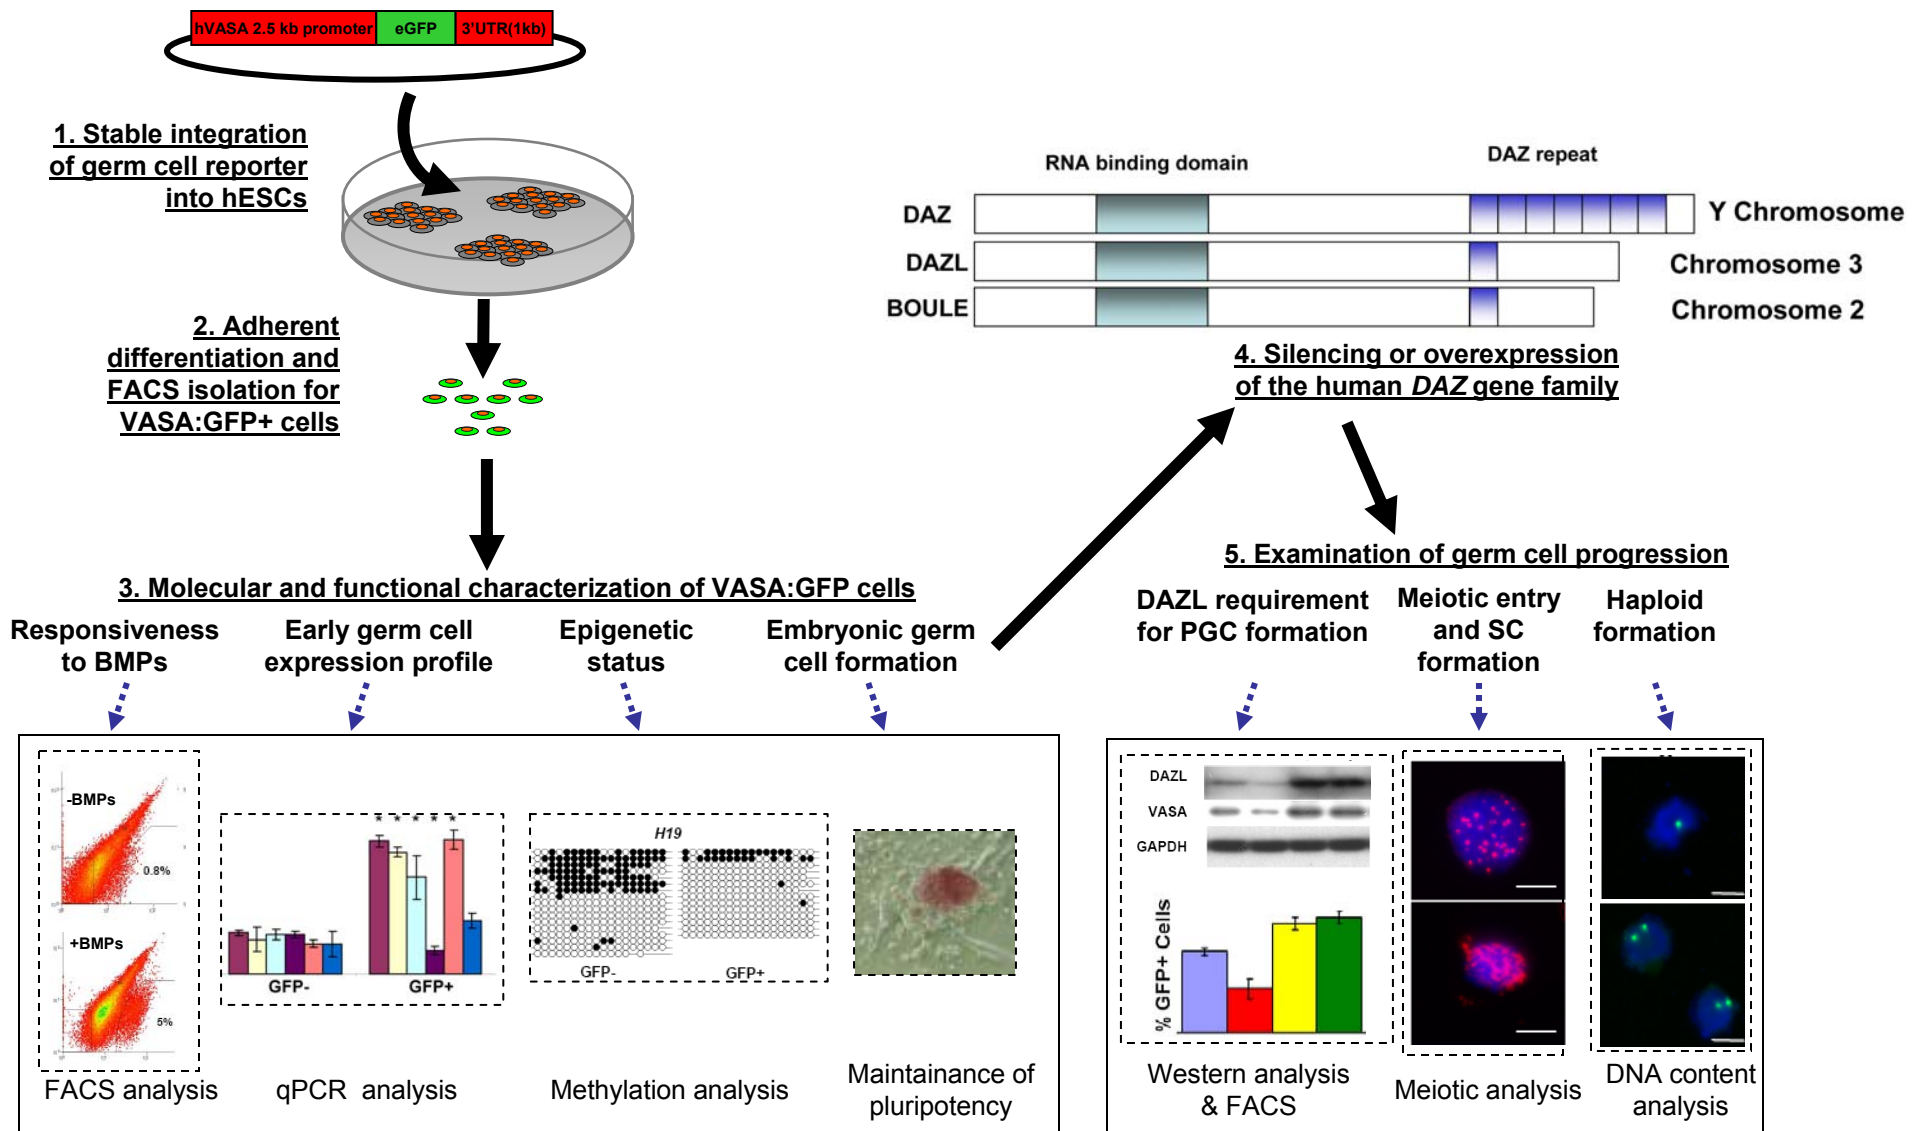 hVASA 2.5 kb promoter
eGFP
3'UTR(1kb)
1. Stable integration
of germ cell reporter
into hESCs
2. Adherent
differentiation and
FACS isolation for
VASA:GFP+ cells
RNA binding domain
DAZ repeat
DAZ
Y Chromosome
DAZL
Chromosome 3
BOULE
Chromosome 2
4. Silencing or overexpression
of the human DAZ gene family
3. Molecular and functional characterization of VASA:GFP cells
Responsiveness
to BMPs
Early germ cell
expression profile
Epigenetic
status
Embryonic germ
cell formation
5. Examination of germ cell progression
DAZL requirement
for PGC formation
Meiotic entry
and SC
formation
Haploid
formation
-BMPs
0.8%
+BMPs
5%
FACS analysis
* * * * *
GFP-
GFP+
qPCR analysis
H19
GFP-
GFP+
Methylation analysis
Maintainance of
pluripotency
DAZL
VASA
GAPDH
% GFP+ Cells
Western analysis
& FACS
Meiotic analysis
DNA content
analysis